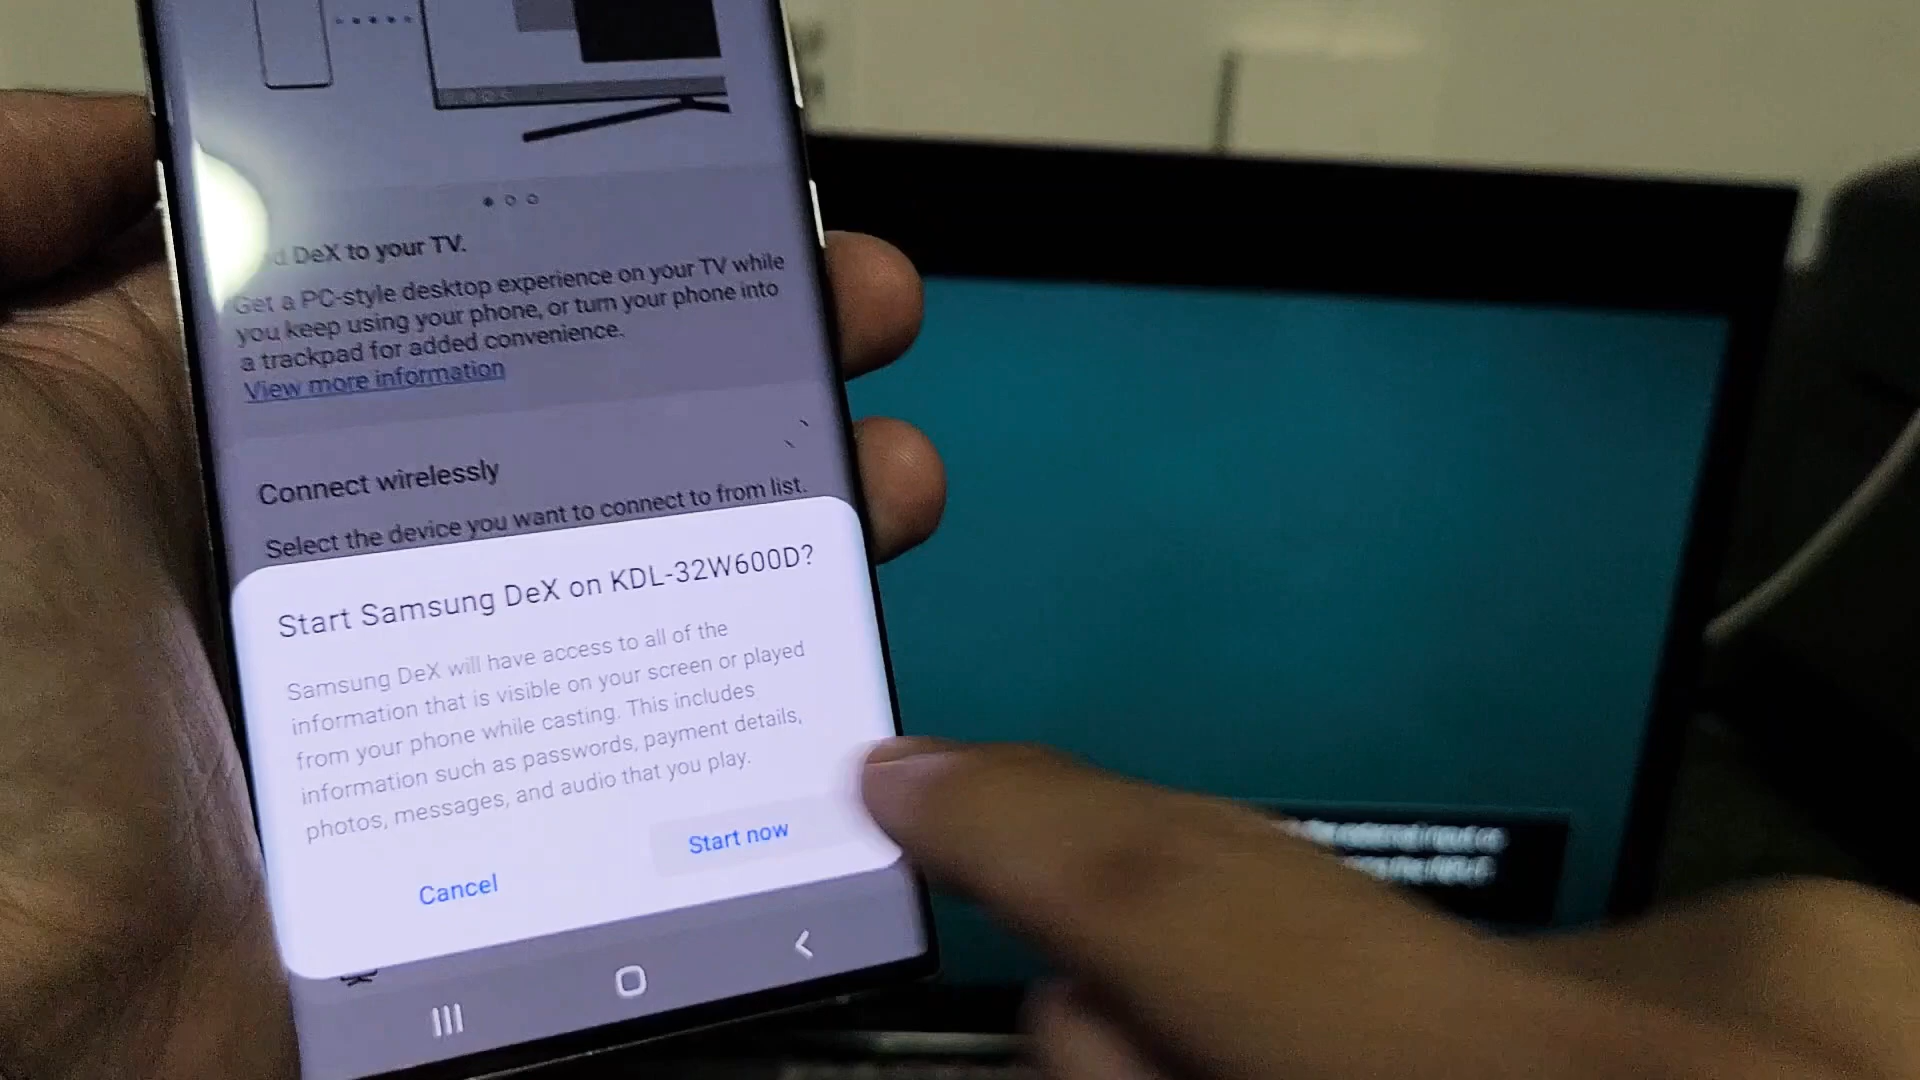 DeX to your TV.
Get a PC-style desktop experience on your TV while
you keep using your phone, or turn your phone into
a trackpad for added convenience.
View more information
Connect wirelessly
Select the device you want to connect to from list.
Start Samsung DeX on KDL-32W600D?
Samsung DeX will have access to all of the
information that is visible on your screen or played
from your phone while casting. This includes
information such as passwords, payment details,
photos, messages, and audio that you play.
Cancel
Start now